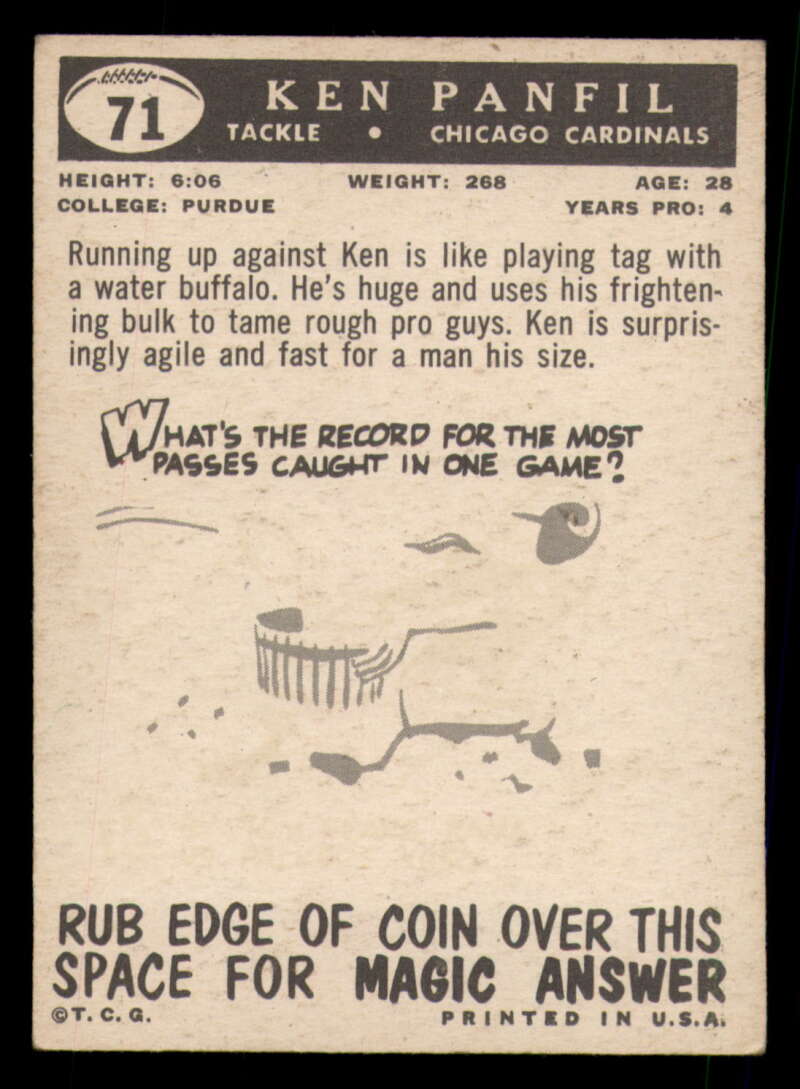 71
KEN PANFIL
TACKLE • CHICAGO CARDINALS
HEIGHT: 6:06 WEIGHT: 268 AGE: 28
COLLEGE: PURDUE YEARS PRO: 4
Running up against Ken is like playing tag with
a water buffalo. He's huge and uses his frighten-
ing bulk to tame rough pro guys. Ken is surpris-
ingly agile and fast for a man his size.
WHAT'S THE RECORD FOR THE MOST
PASSES CAUGHT IN ONE GAME?
RUB EDGE OF COIN OVER THIS
SPACE FOR MAGIC ANSWER
©T. C. G. PRINTED IN U.S.A.